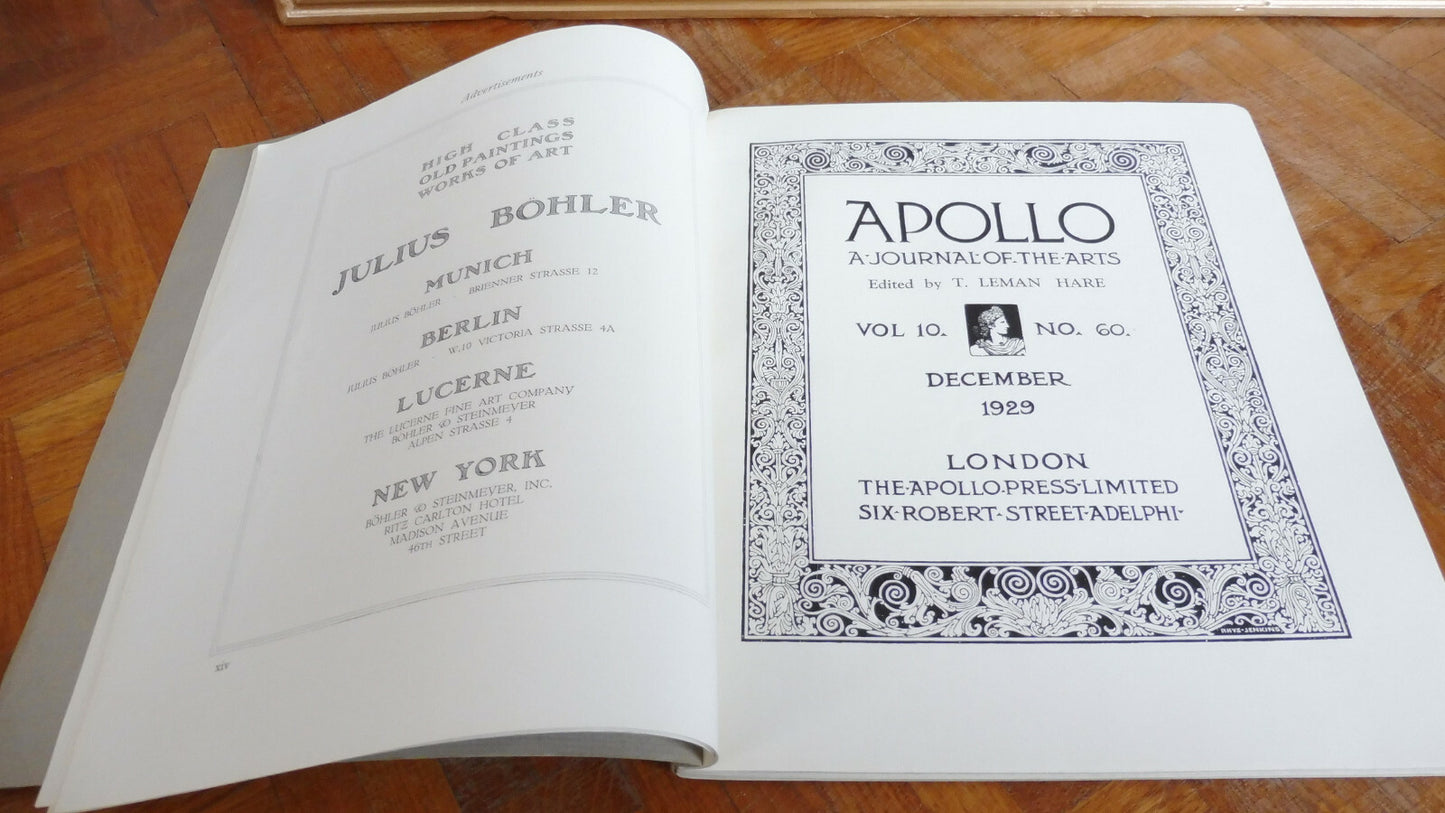 Advertisements
HIGH CLASS
OLD PAINTINGS
WORKS OF ART
JULIUS BÖHLER
MUNICH
JULIUS BÖHLER . BRIENNER STRASSE 12
BERLIN
JULIUS BÖHLER . W.10 VICTORIA STRASSE 4A
LUCERNE
THE LUCERNE FINE ART COMPANY
BÖHLER & STEINMEYER
ALPEN STRASSE 4
NEW YORK
BÖHLER & STEINMEYER, INC.
RITZ CARLTON HOTEL
MADISON AVENUE
46TH STREET
xiv
APOLLO
A·JOURNAL·OF·THE·ARTS
Edited by T. LEMAN HARE
VOL 10. NO. 60.
DECEMBER
1929
LONDON
THE·APOLLO·PRESS·LIMITED
SIX·ROBERT·STREET·ADELPHI·
RHYS·JENKINS